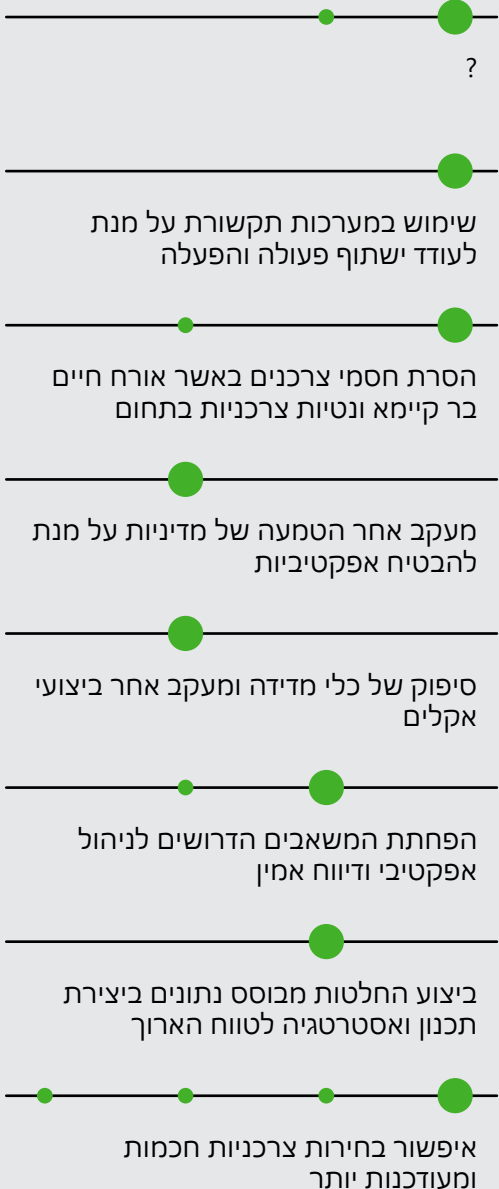 ?
שימוש במערכות תקשורת על מנת
לעודד ישתוף פעולה והפעלה
הסרת חסמי צרכנים באשר אורח חיים
בר קיימא ונטיות צרכניות בתחום
מעקב אחר הטמעה של מדיניות על מנת
להבטיח אפקטיביות
סיפוק של כלי מדידה ומעקב אחר ביצועי
אקלים
הפחתת המשאבים הדרושים לניהול
אפקטיבי ודיווח אמין
ביצוע החלטות מבוסס נתונים ביצירת
תכנון ואסטרטגיה לטווח הארוך
איפשור בחירות צרכניות חכמות
ומעודכנות יותר